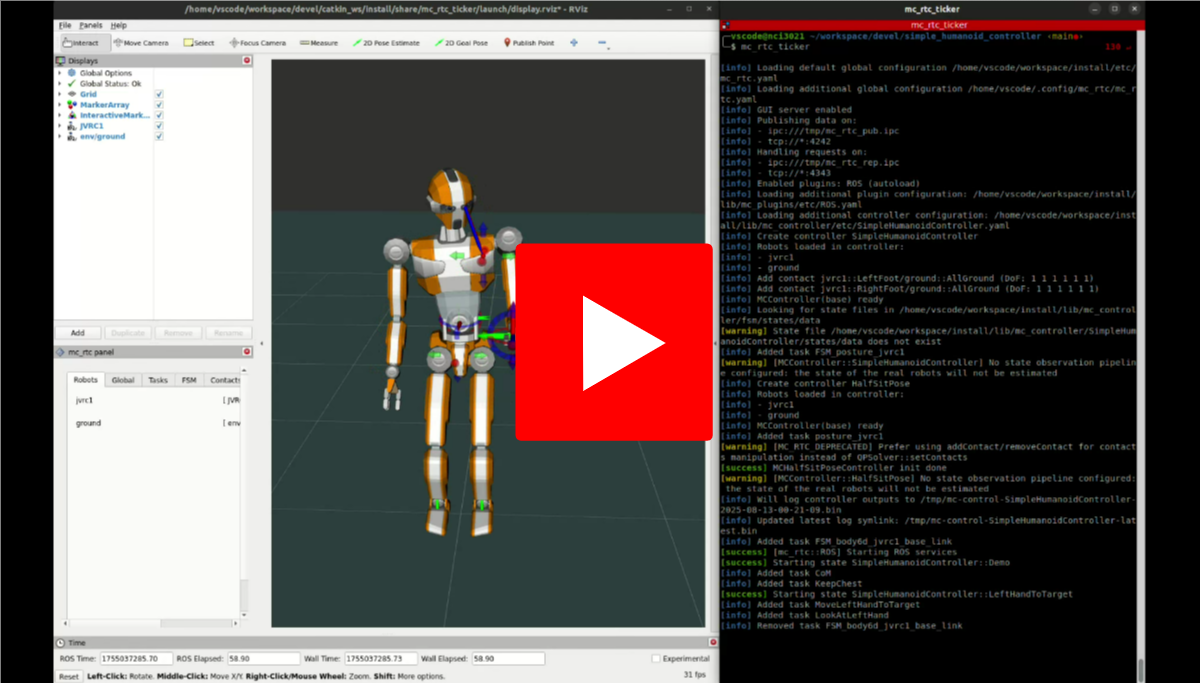 /home/vscode/workspace/devel/catkin_ws/install/share/mc_rtc_ticker/launch/display.rviz* - RViz
File Panels Help
Interact Move Camera Select Focus Camera Measure 2D Pose Estimate 2D Goal Pose Publish Point
Displays
Global Options
Global Status: Ok
Grid
MarkerArray
InteractiveMark...
JVRC1
env/ground
Add Duplicate Remove Rename
mc_rtc panel
Robots Global Tasks FSM Contacts
jvrc1 [ JVR
ground [ env
Time
ROS Time: 1755037285.70 ROS Elapsed: 58.90 Wall Time: 1755037285.73 Wall Elapsed: 58.90 Experimental
Reset Left-Click: Rotate. Middle-Click: Move X/Y. Right-Click/Mouse Wheel: Zoom. Shift: More options. 31 fps
mc_rtc_ticker
mc_rtc_ticker
vscode@nci3021 ~/workspace/devel/simple_humanoid_controller ‹main●›
$ mc_rtc_ticker 130 ↵
[info] Loading default global configuration /home/vscode/workspace/install/etc/
mc_rtc.yaml
[info] Loading additional global configuration /home/vscode/.config/mc_rtc/mc_r
tc.yaml
[info] GUI server enabled
[info] Publishing data on:
[info] - ipc:///tmp/mc_rtc_pub.ipc
[info] - tcp://*:4242
[info] Handling requests on:
[info] - ipc:///tmp/mc_rtc_rep.ipc
[info] - tcp://*:4343
[info] Enabled plugins: ROS (autoload)
[info] Loading additional plugin configuration: /home/vscode/workspace/install/
lib/mc_plugins/etc/ROS.yaml
[info] Loading additional controller configuration: /home/vscode/workspace/inst
all/lib/mc_controller/etc/SimpleHumanoidController.yaml
[info] Create controller SimpleHumanoidController
[info] Robots loaded in controller:
[info] - jvrc1
[info] - ground
[info] Add contact jvrc1::LeftFoot/ground::AllGround (DoF: 1 1 1 1 1 1)
[info] Add contact jvrc1::RightFoot/ground::AllGround (DoF: 1 1 1 1 1 1)
[info] MCController(base) ready
[info] Looking for state files in /home/vscode/workspace/install/lib/mc_control
ler/fsm/states/data
[warning] State file /home/vscode/workspace/install/lib/mc_controller/SimpleHum
anoidController/states/data does not exist
[info] Added task FSM_posture_jvrc1
[warning] [MCController::SimpleHumanoidController] No state observation pipelin
e configured: the state of the real robots will not be estimated
[info] Create controller HalfSitPose
[info] Robots loaded in controller:
[info] - jvrc1
[info] - ground
[info] MCController(base) ready
[info] Added task posture_jvrc1
[warning] [MC_RTC_DEPRECATED] Prefer using addContact/removeContact for contact
s manipulation instead of QPSolver::setContacts
[success] MCHalfSitPoseController init done
[warning] [MCController::HalfSitPose] No state observation pipeline configured:
the state of the real robots will not be estimated
[info] Will log controller outputs to /tmp/mc-control-SimpleHumanoidController-
2025-08-13-00-21-09.bin
[info] Updated latest log symlink: /tmp/mc-control-SimpleHumanoidController-lat
est.bin
[info] Added task FSM_body6d_jvrc1_base_link
[success] [mc_rtc::ROS] Starting ROS services
[success] Starting state SimpleHumanoidController::Demo
[info] Added task CoM
[info] Added task KeepChest
[success] Starting state SimpleHumanoidController::LeftHandToTarget
[info] Added task MoveLeftHandToTarget
[info] Added task LookAtLeftHand
[info] Removed task FSM_body6d_jvrc1_base_link